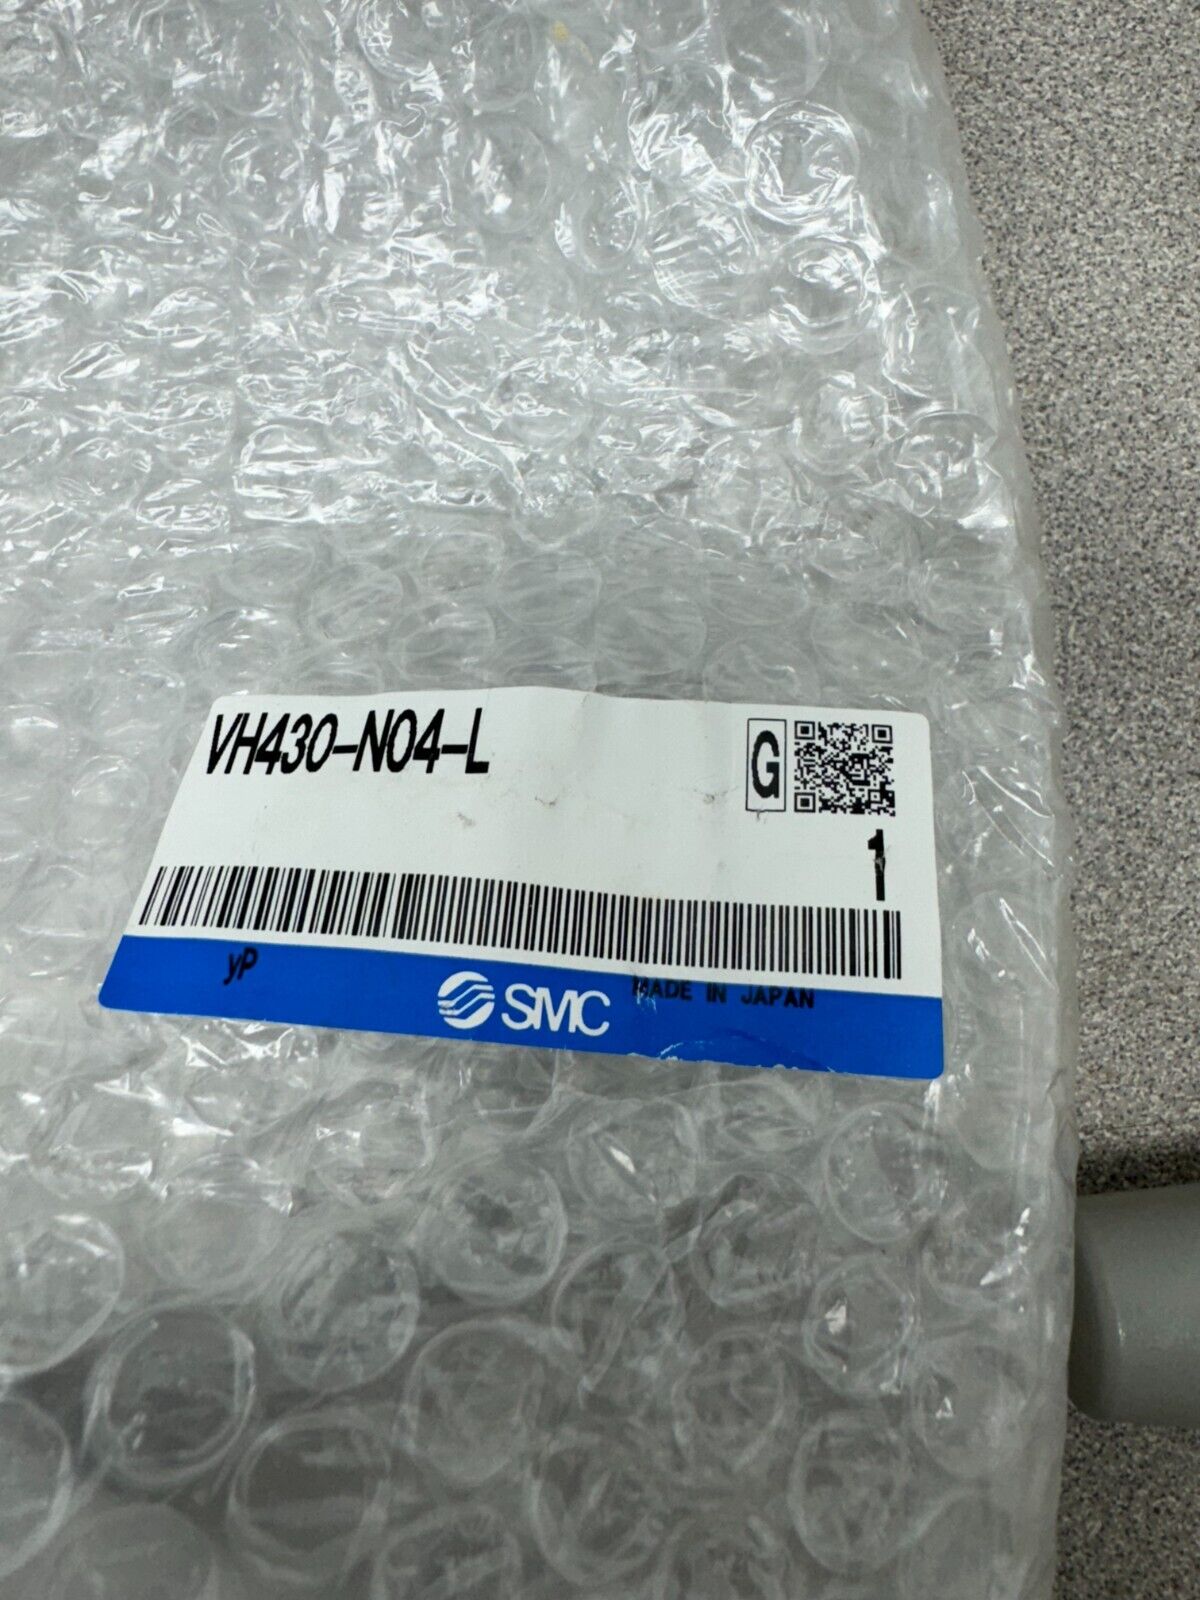 VH430-N04-L
G
1
yP
SMC
MADE IN JAPAN